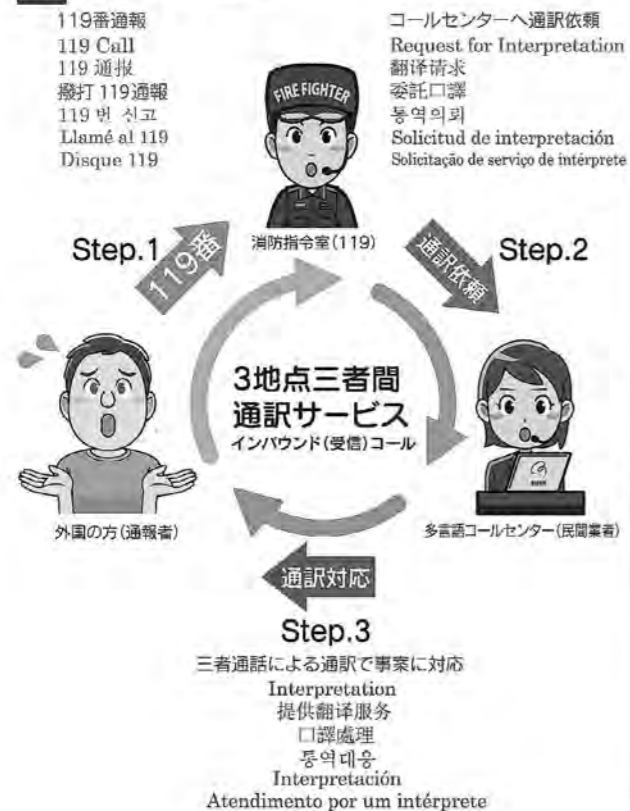 119番通報
119 Call
119 通报
撥打 119通報
119 번 신고
Llamé al 119
Disque 119
コールセンターへ通訳依頼
Request for Interpretation
翻译请求
委託口譯
통역의뢰
Solicitud de interpretación
Solicitação de serviço de intérprete
FIRE FIGHTER
消防指令室(119)
Step.1
119番
通訳依頼
Step.2
3地点三者間
通訳サービス
インバウンド(受信)コール
外国の方(通報者)
多言語コールセンター(民間業者)
通訳対応
Step.3
三者通話による通訳で事案に対応
Interpretation
提供翻译服务
口譯處理
통역대응
Interpretación
Atendimento por um intérprete